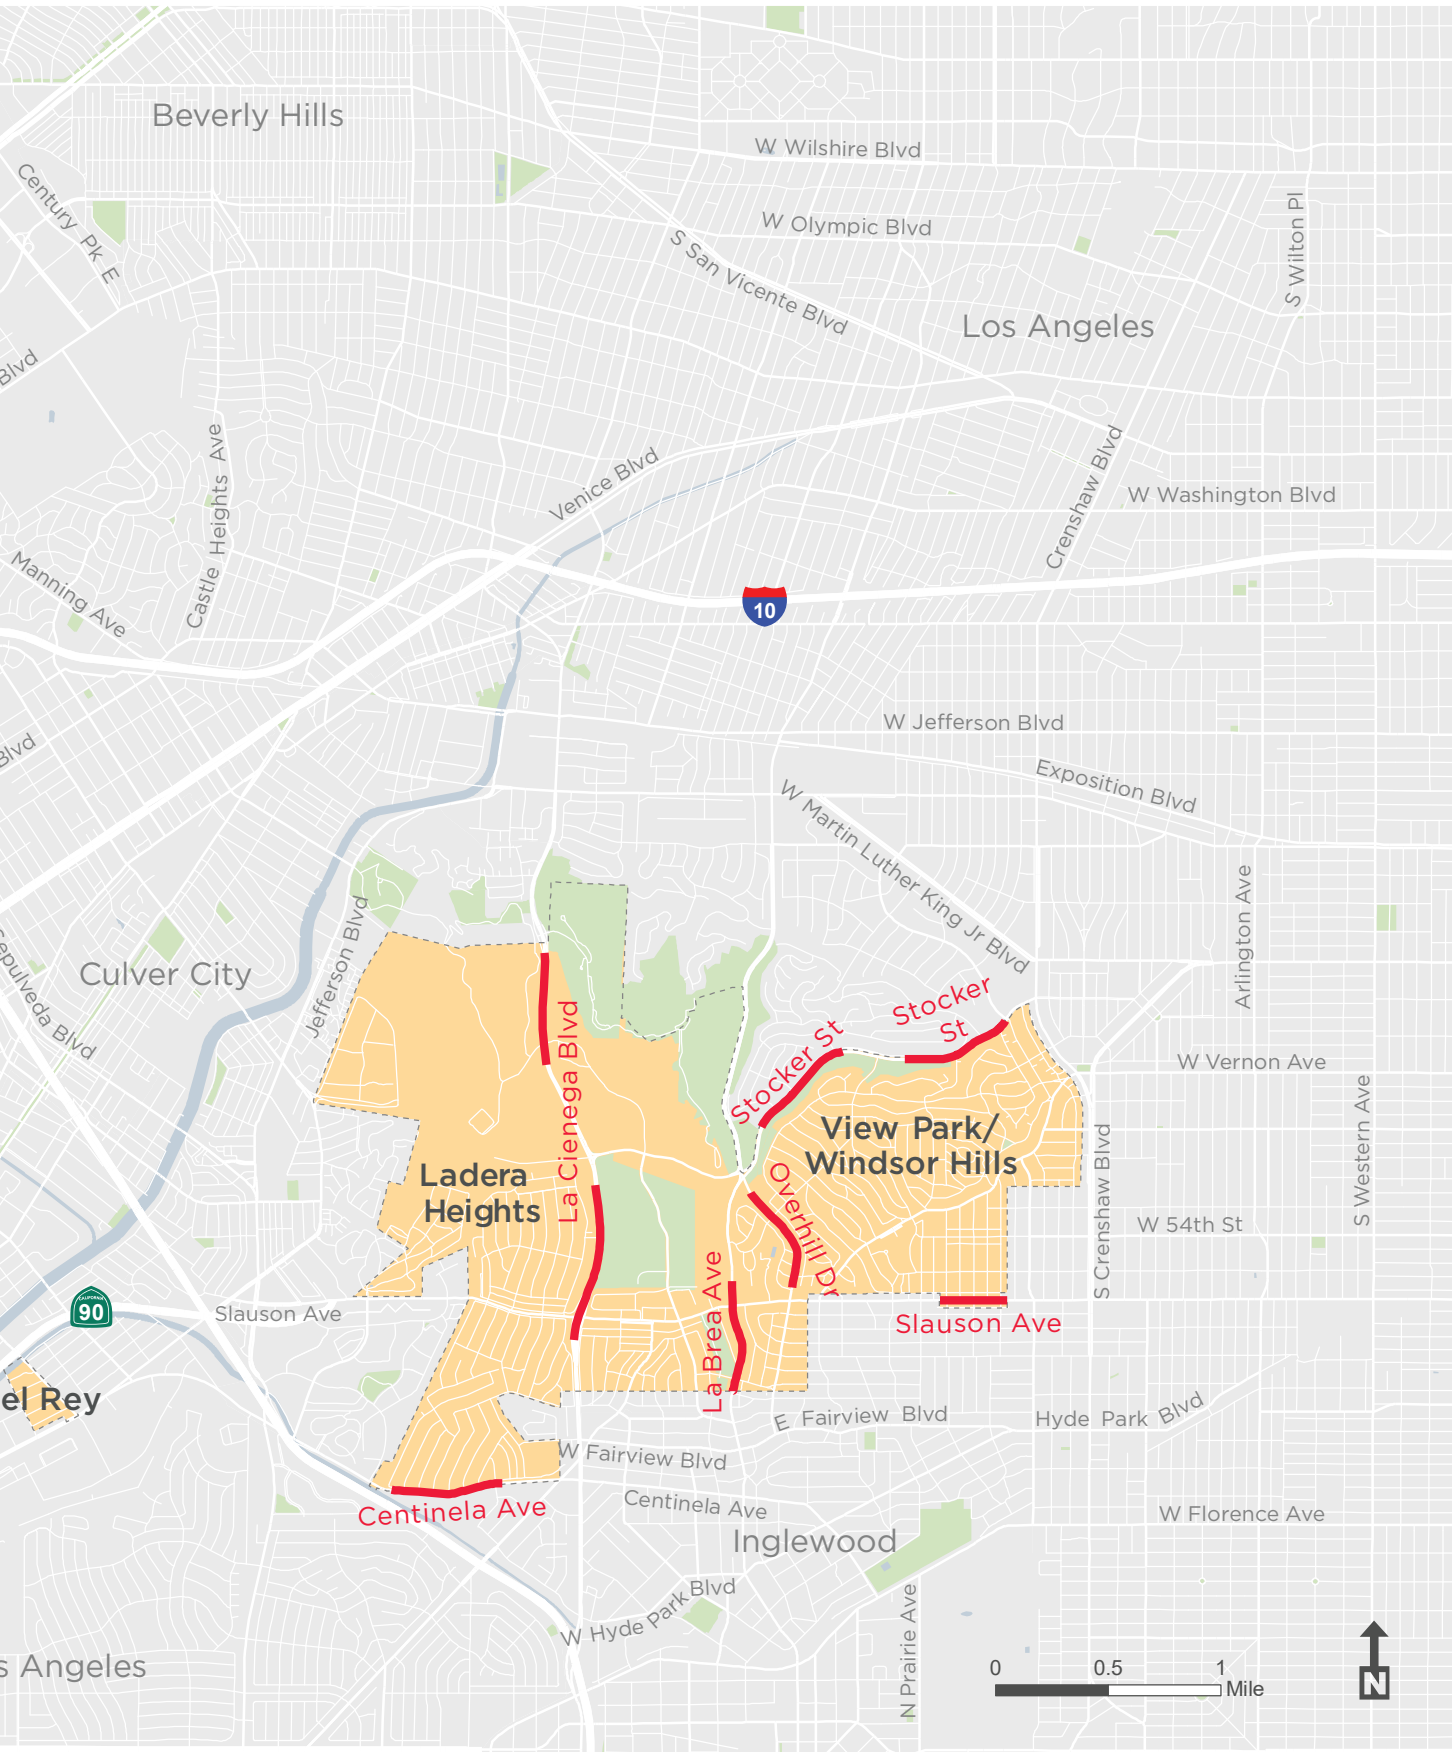 Beverly Hills
W Wilshire Blvd
Century Pk E
W Olympic Blvd
S Wilton Pl
S San Vicente Blvd
Los Angeles
Blvd
Castle Heights Ave
Venice Blvd
Crenshaw Blvd
W Washington Blvd
Manning Ave
10
W Jefferson Blvd
Blvd
Exposition Blvd
W Martin Luther King Jr Blvd
Arlington Ave
Jefferson Blvd
Culver City
Sepulveda Blvd
Stocker
St
Stocker St
La Cienega Blvd
W Vernon Ave
S Western Ave
View Park/
Windsor Hills
S Crenshaw Blvd
Ladera
Heights
Overhill Dr
W 54th St
La Brea Ave
CALIFORNIA
90
Slauson Ave
Slauson Ave
el Rey
E Fairview Blvd
Hyde Park Blvd
W Fairview Blvd
Centinela Ave
Centinela Ave
W Florence Ave
Inglewood
W Hyde Park Blvd
N Prairie Ave
s Angeles
0 0.5 1
Mile
N